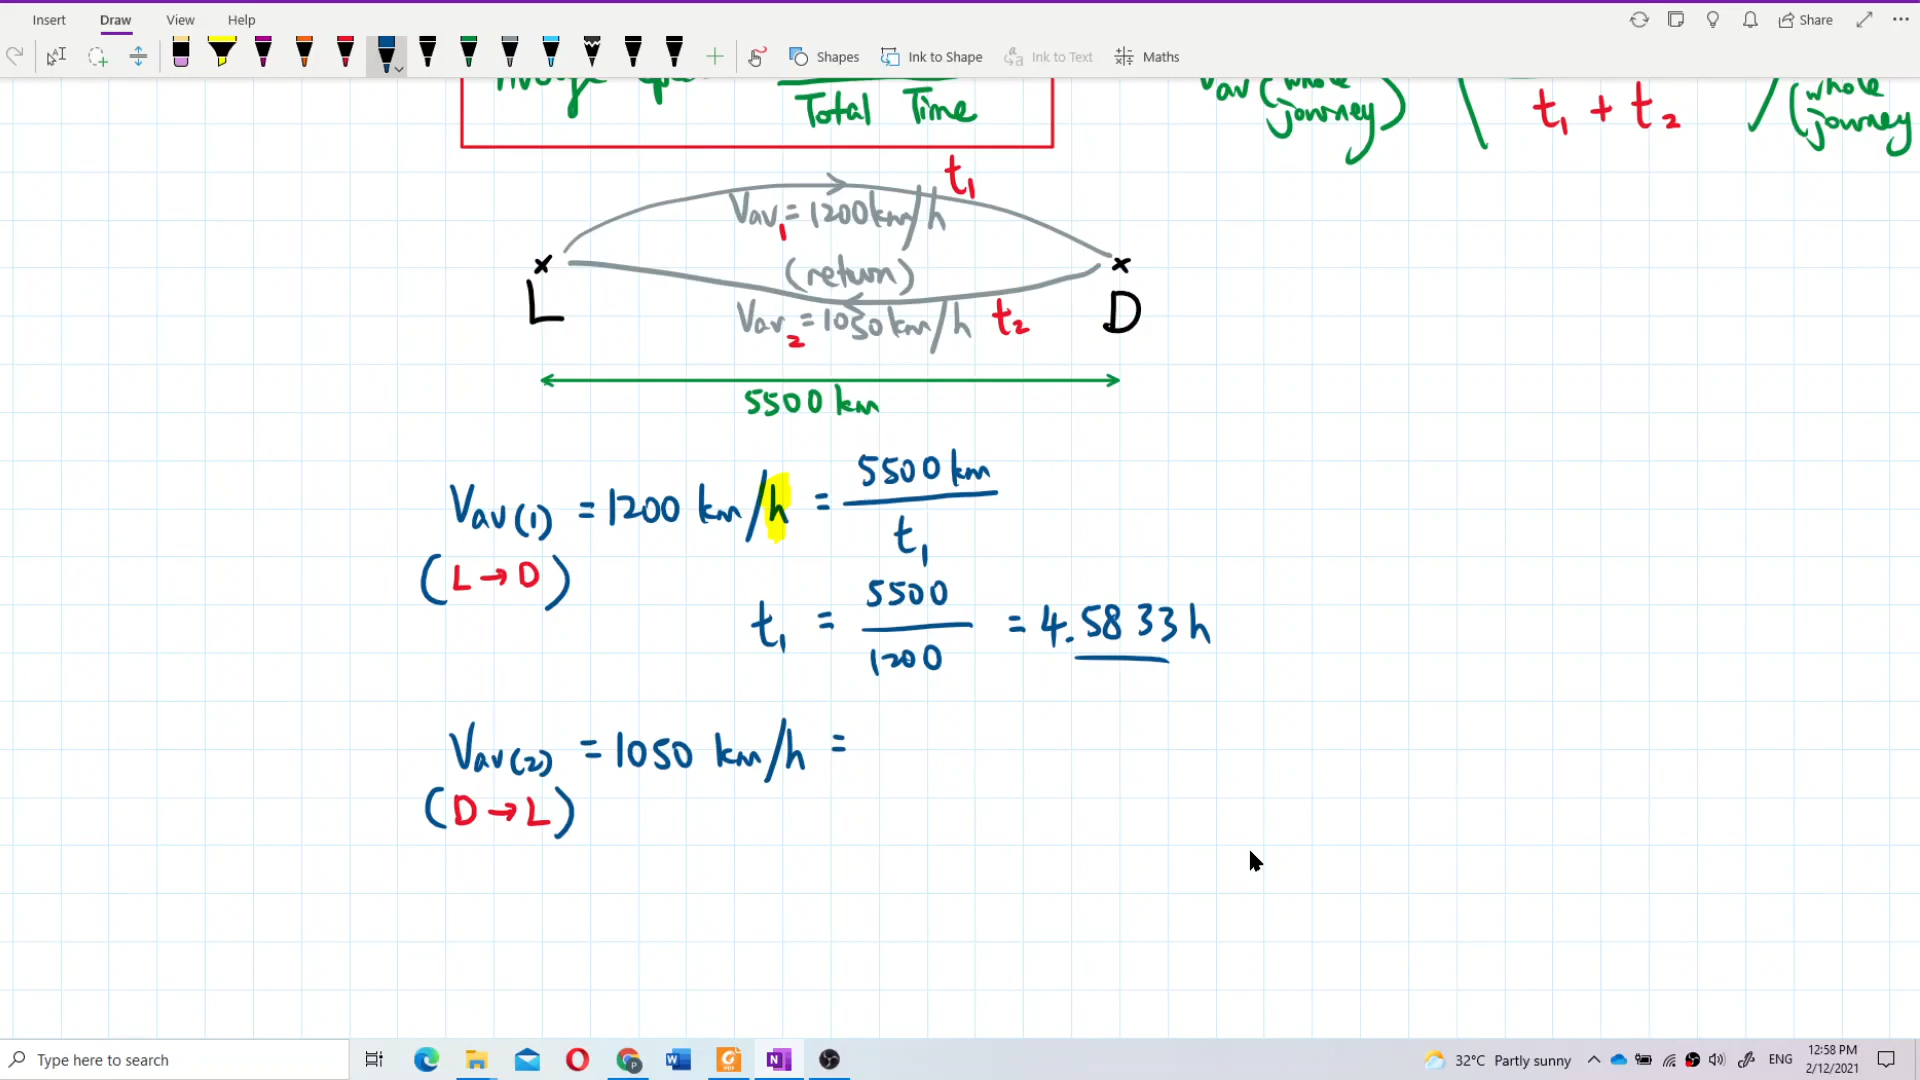 Insert Draw View Help
Share
Shapes Ink to Shape Ink to Text Maths
Total Time
Vav (whole journey)
t₁ + t₂
(whole journey
t₁
Vav₁ = 1200 km/h
(return)
L D
Vav₂ = 1050 km/h t₂
5500 km
Vav(1) = 1200 km/h = 5500 km / t₁
(L → D)
t₁ = 5500 / 1200 = 4.5833 h
Vav(2) = 1050 km/h =
(D → L)
Type here to search
32°C Partly sunny
ENG
12:58 PM
2/12/2021